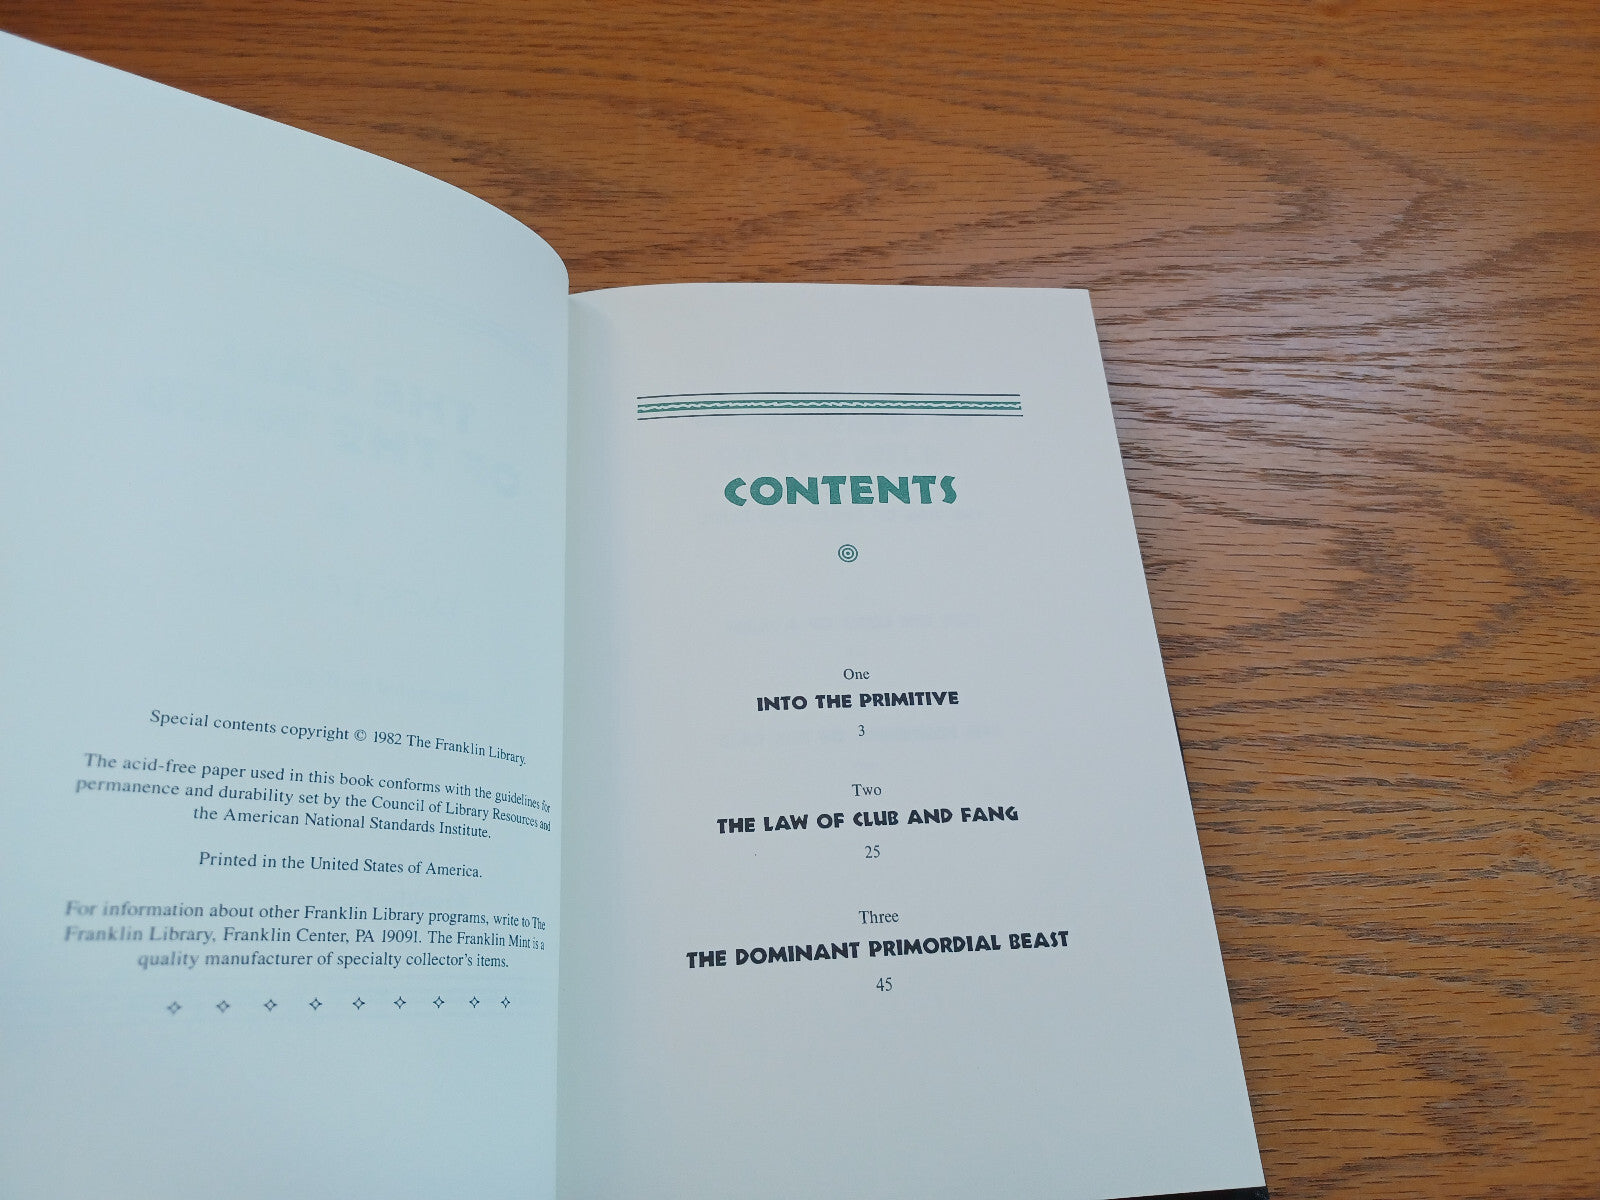 Special contents copyright © 1982 The Franklin Library.
The acid-free paper used in this book conforms with the guidelines for
permanence and durability set by the Council of Library Resources and
the American National Standards Institute.
Printed in the United States of America.
For information about other Franklin Library programs, write to The
Franklin Library, Franklin Center, PA 19091. The Franklin Mint is a
quality manufacturer of specialty collector's items.
CONTENTS
One
INTO THE PRIMITIVE
3
Two
THE LAW OF CLUB AND FANG
25
Three
THE DOMINANT PRIMORDIAL BEAST
45